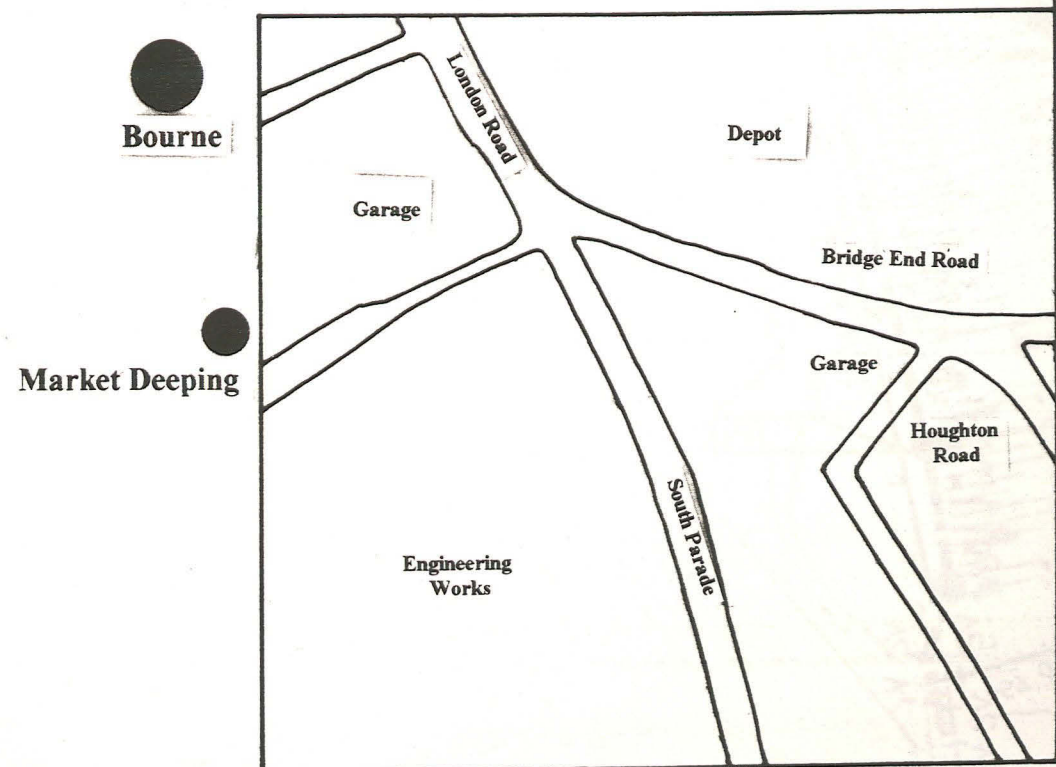 Bourne
Market Deeping
London Road
Depot
Garage
Bridge End Road
Garage
Houghton
Road
South Parade
Engineering
Works